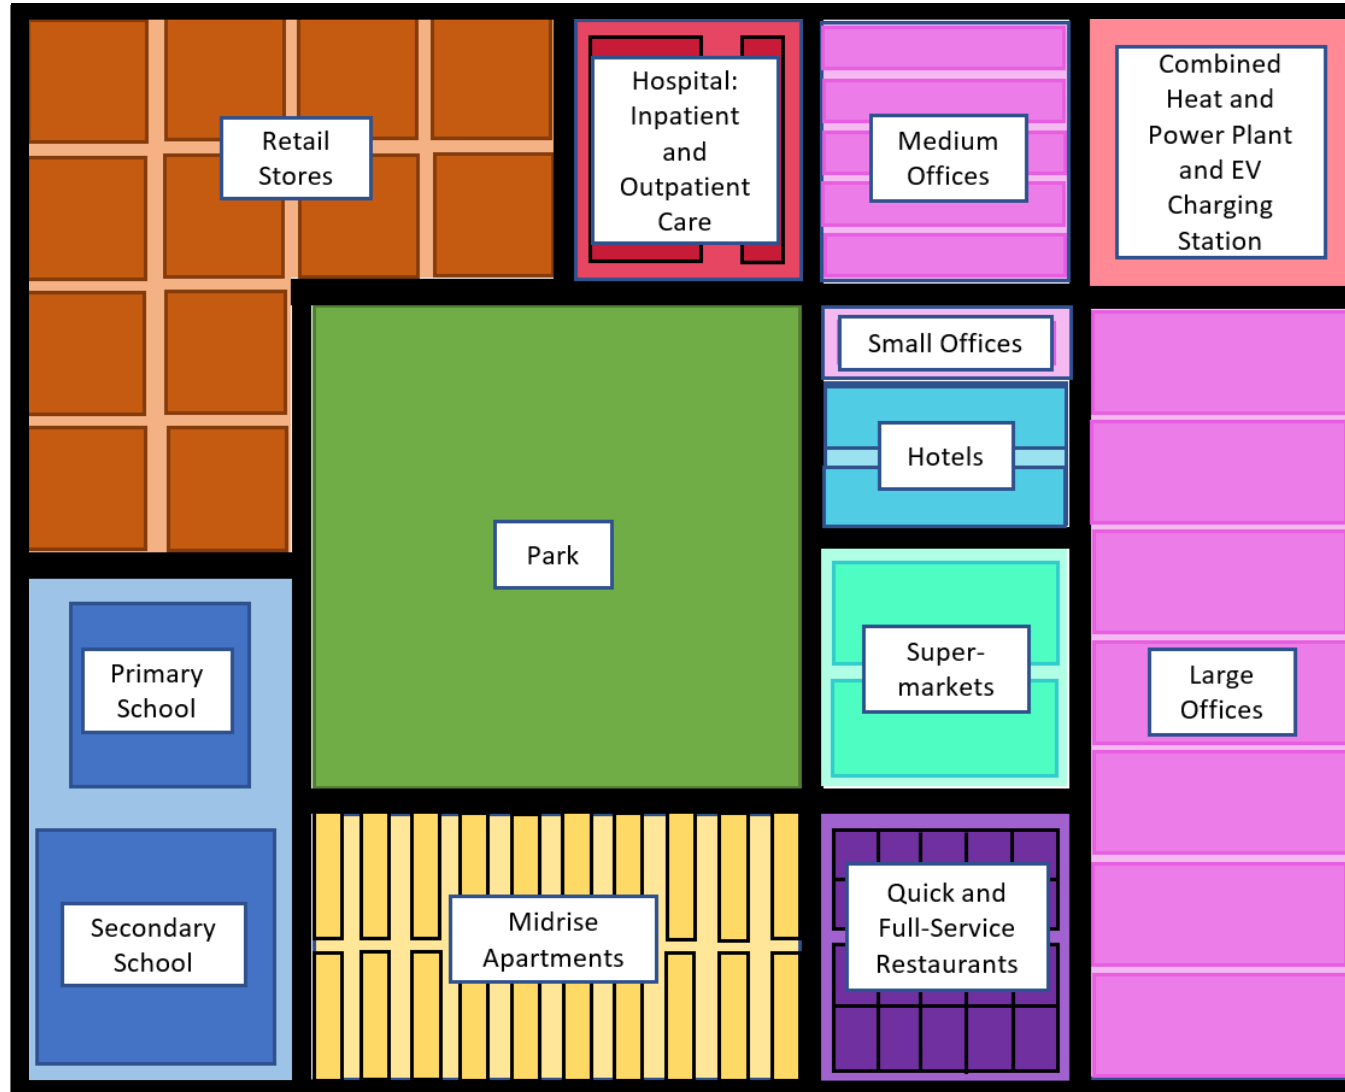 Retail
Stores
Hospital:
Inpatient
and
Outpatient
Care
Medium
Offices
Combined
Heat and
Power Plant
and EV
Charging
Station
Small Offices
Hotels
Park
Super-
markets
Large
Offices
Primary
School
Secondary
School
Midrise
Apartments
Quick and
Full-Service
Restaurants